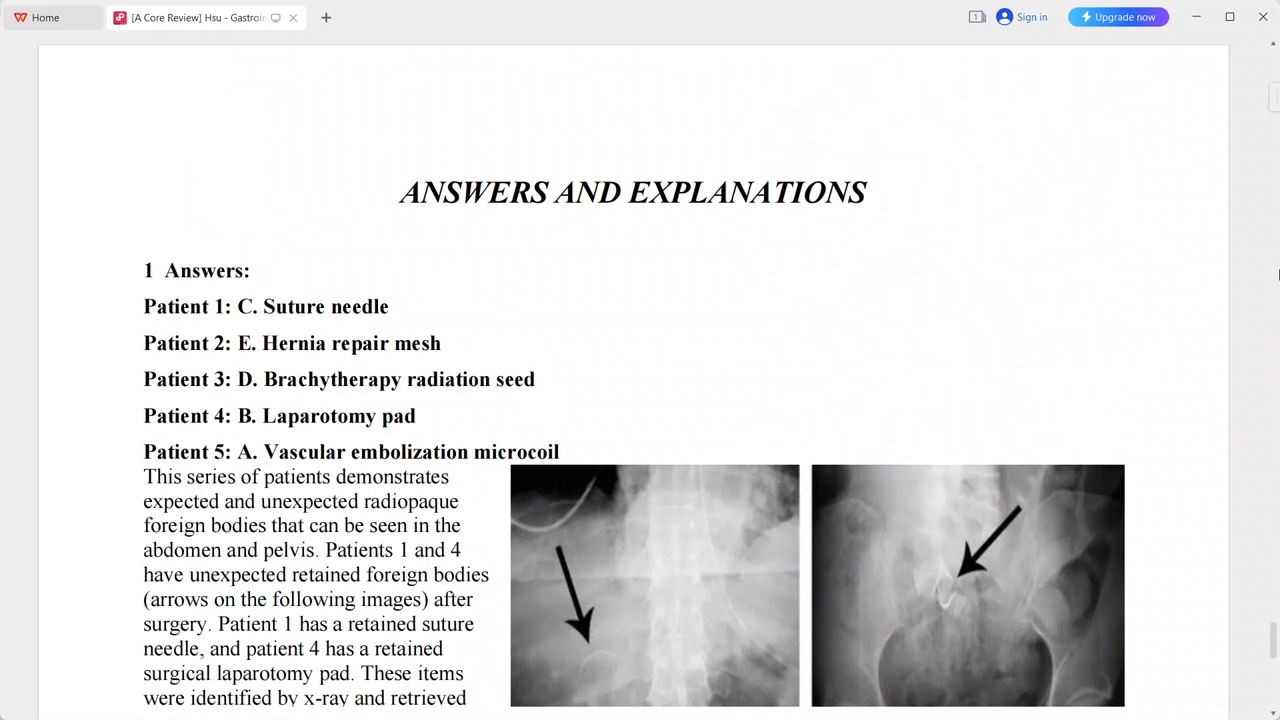 Home
[A Core Review] Hsu - Gastroin
1
Sign in
Upgrade now
ANSWERS AND EXPLANATIONS
1 Answers:
Patient 1: C. Suture needle
Patient 2: E. Hernia repair mesh
Patient 3: D. Brachytherapy radiation seed
Patient 4: B. Laparotomy pad
Patient 5: A. Vascular embolization microcoil
This series of patients demonstrates
expected and unexpected radiopaque
foreign bodies that can be seen in the
abdomen and pelvis. Patients 1 and 4
have unexpected retained foreign bodies
(arrows on the following images) after
surgery. Patient 1 has a retained suture
needle, and patient 4 has a retained
surgical laparotomy pad. These items
were identified by x-ray and retrieved